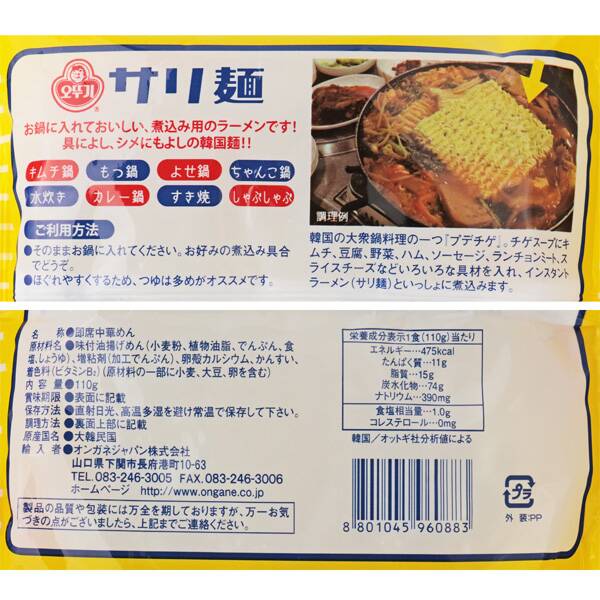 오뚜기
サリ麺
お鍋に入れておいしい、煮込み用のラーメンです!
具によし、シメにもよしの韓国麺!!
キムチ鍋 もつ鍋 よせ鍋 ちゃんこ鍋
水炊き カレー鍋 すき焼 しゃぶしゃぶ
ご利用方法
●そのままお鍋に入れてください。お好みの煮込み具合
でどうぞ。
●ほぐれやすくするため、つゆは多めがオススメです。
調理例
韓国の大衆鍋料理の一つ『プデチゲ』。チゲスープにキ
ムチ、豆腐、野菜、ハム、ソーセージ、ランチョンミート、ス
ライスチーズなどいろいろな具材を入れ、インスタント
ラーメン(サリ麺)といっしょに煮込みます。
名称●即席中華めん
原材料名●味付油揚げめん(小麦粉、植物油脂、でんぷん、食
塩、しょうゆ)、増粘剤(加工でんぷん)、卵殻カルシウム、かんすい、
着色料(ビタミンB₂)(原材料の一部に小麦、大豆、卵を含む)
内容量●110g
賞味期限●表面に記載
保存方法●直射日光、高温多湿を避け常温で保存して下さい。
調理方法●裏面上部に記載
原産国名●大韓民国
輸入者●オンガネジャパン株式会社
山口県下関市長府港町10-63
TEL.083-246-3005 FAX.083-246-3006
ホームページ http://www.ongane.co.jp
製品の品質や包装には万全を期しておりますが、万一お気
づきの点がございましたら、上記までご連絡ください。
栄養成分表示1食(110g)当たり
エネルギー…475kcal
たんぱく質…11g
脂質…15g
炭水化物…74g
ナトリウム…390mg
食塩相当量…1.0g
コレステロール…0mg
韓国/オットギ社分析値による
8 801045 960883
プラ
外装:PP